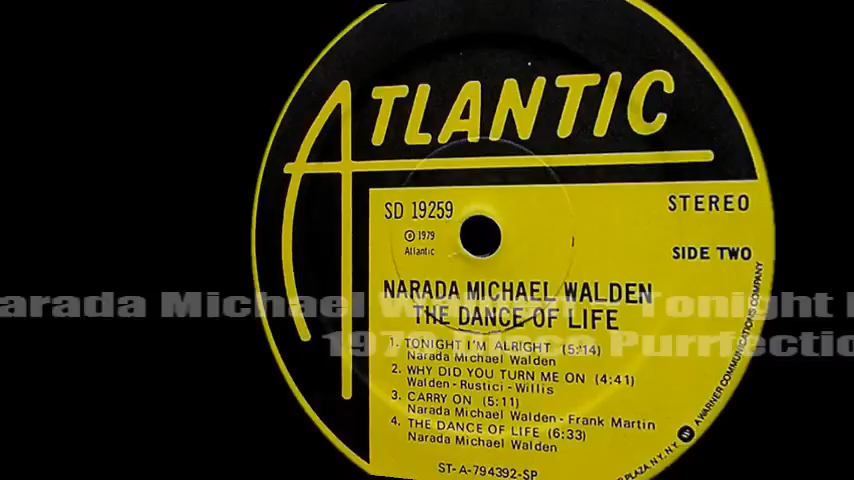 ATLANTIC
SD 19259
STEREO
℗ 1979
Atlantic
SIDE TWO
NARADA MICHAEL WALDEN
THE DANCE OF LIFE
1. TONIGHT I'M ALRIGHT (5:14)
Narada Michael Walden
2. WHY DID YOU TURN ME ON (4:41)
Walden - Rustici - Willis
3. CARRY ON (5:11)
Narada Michael Walden - Frank Martin
4. THE DANCE OF LIFE (6:33)
Narada Michael Walden
ST-A-794392-SP
PLAZA, N.Y., N.Y. W A WARNER COMMUNICATIONS COMPANY
arada Michael Tonight
1979 Purrfectio